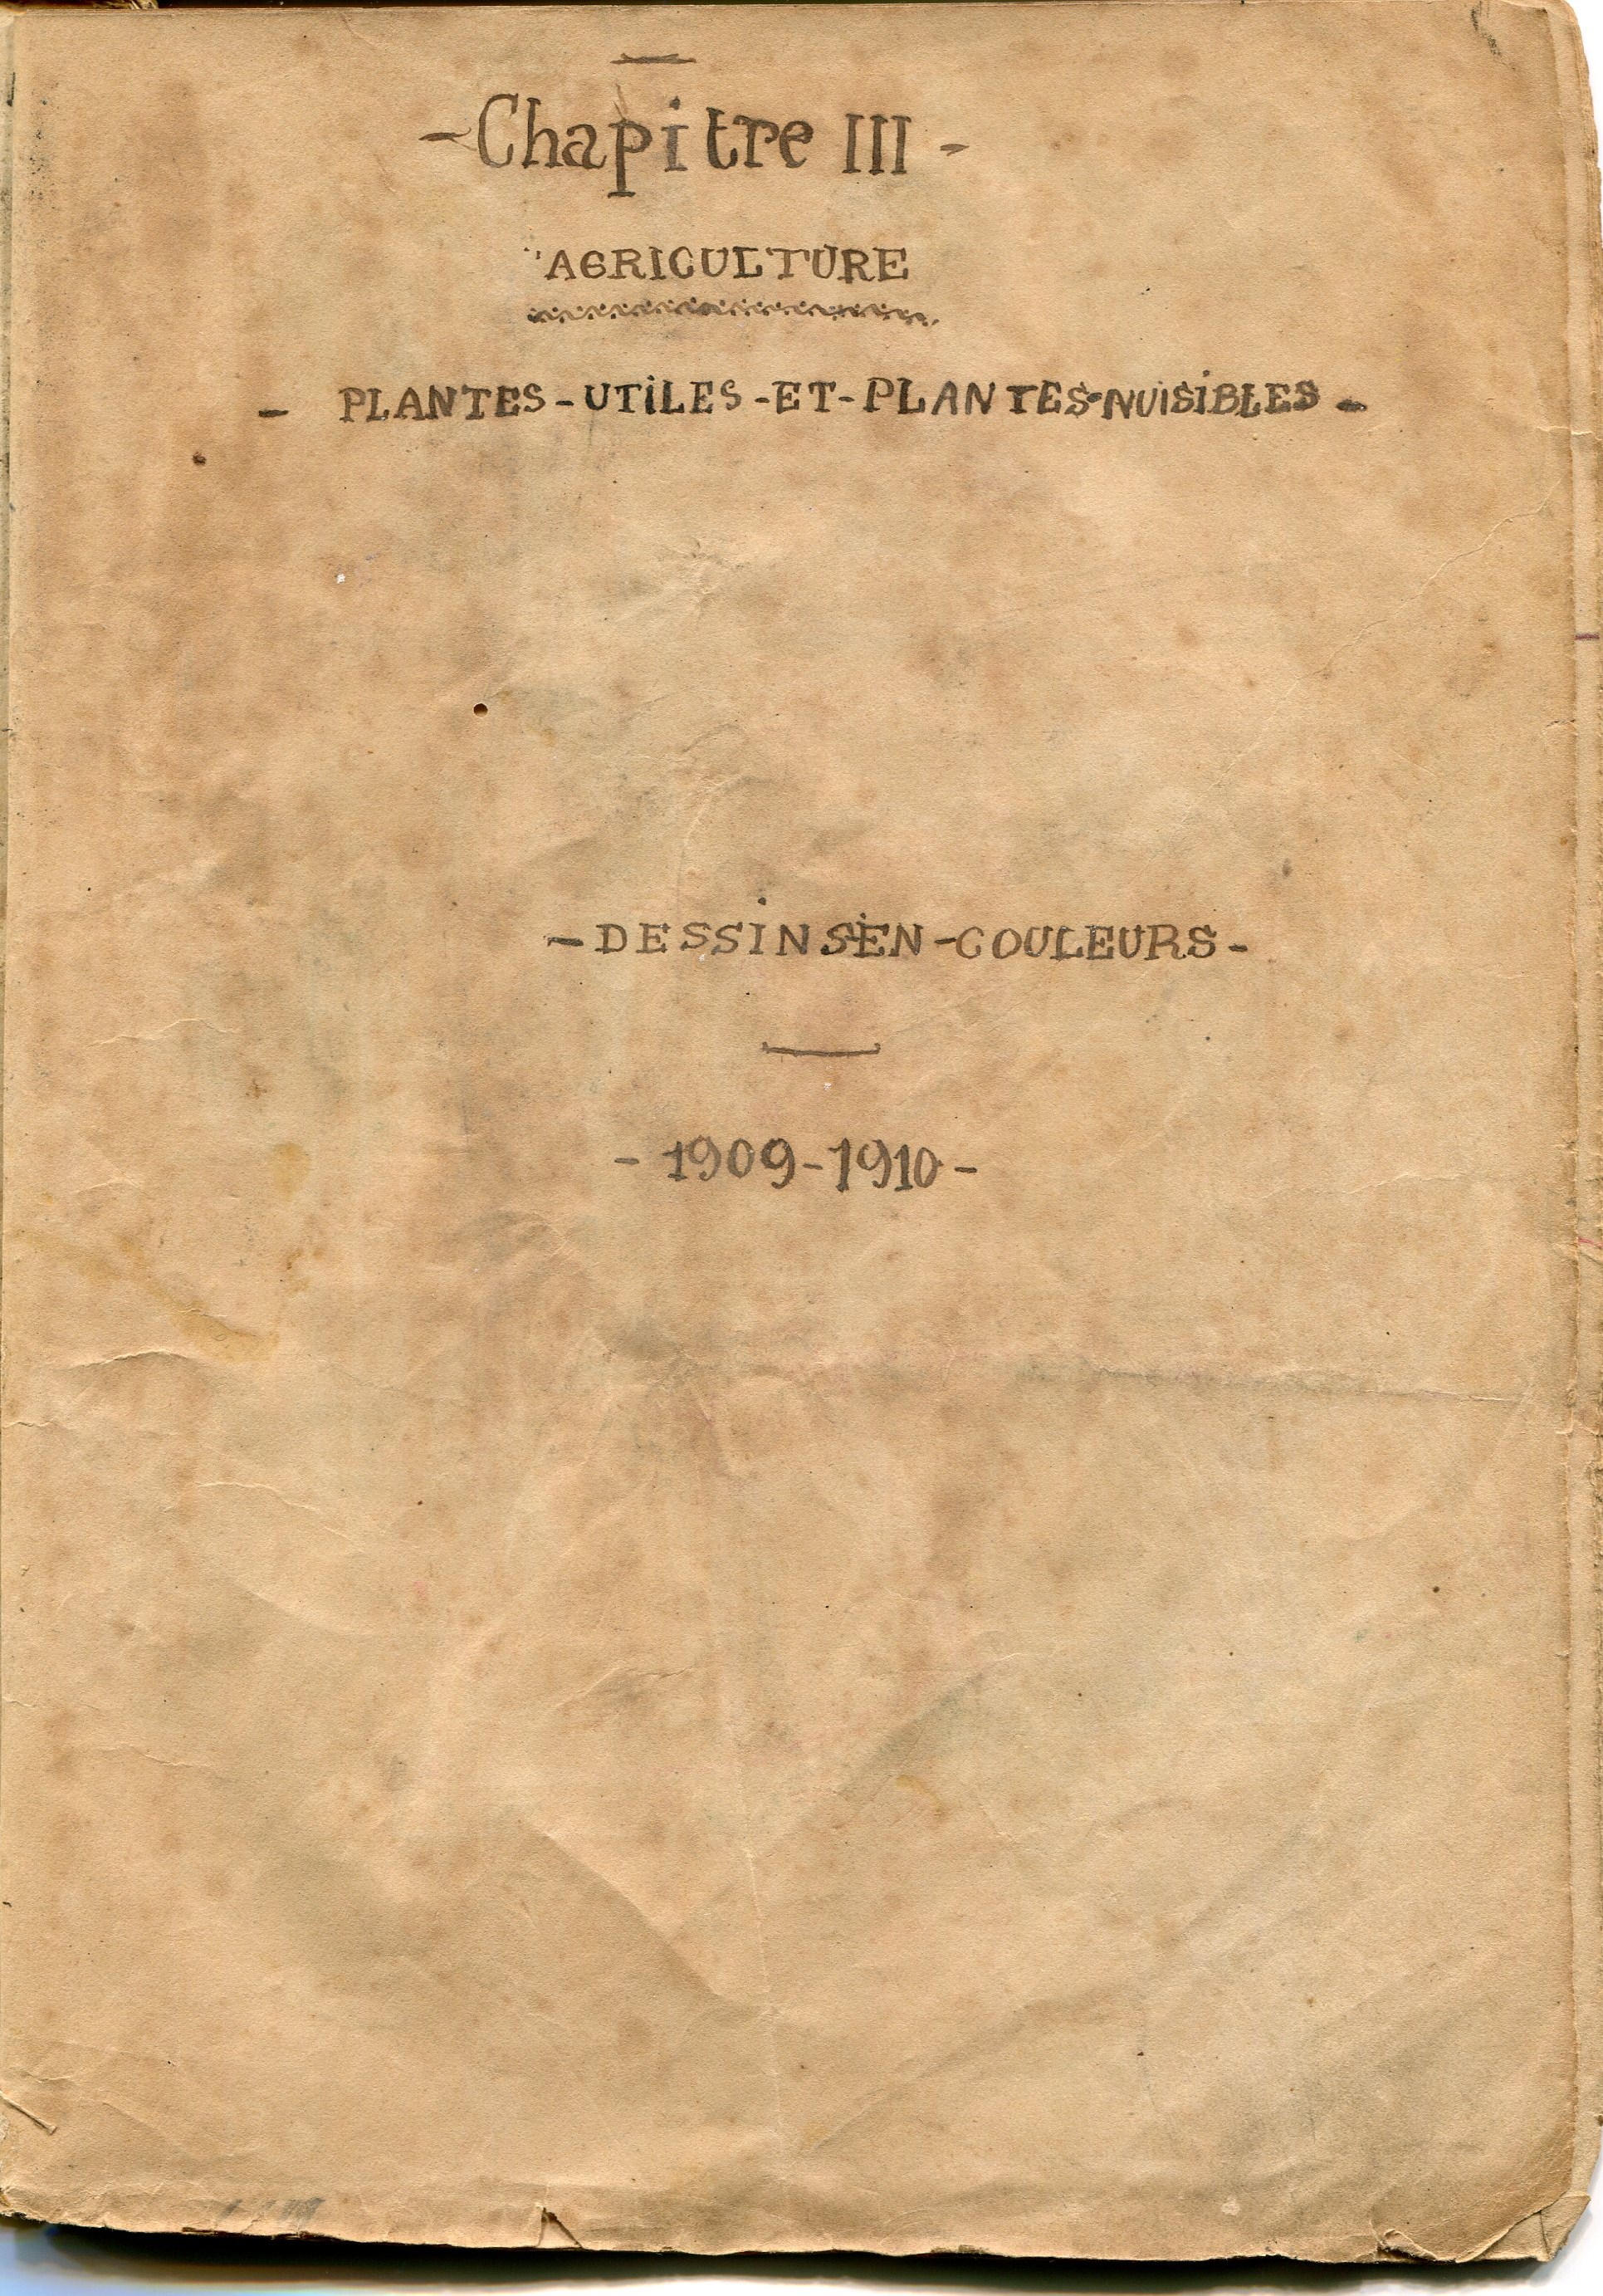 - Chapitre III -
AGRICULTURE
- PLANTES - UTILES - ET - PLANTES - NUISIBLES -
- DESSINS EN - COULEURS -
- 1909 - 1910 -